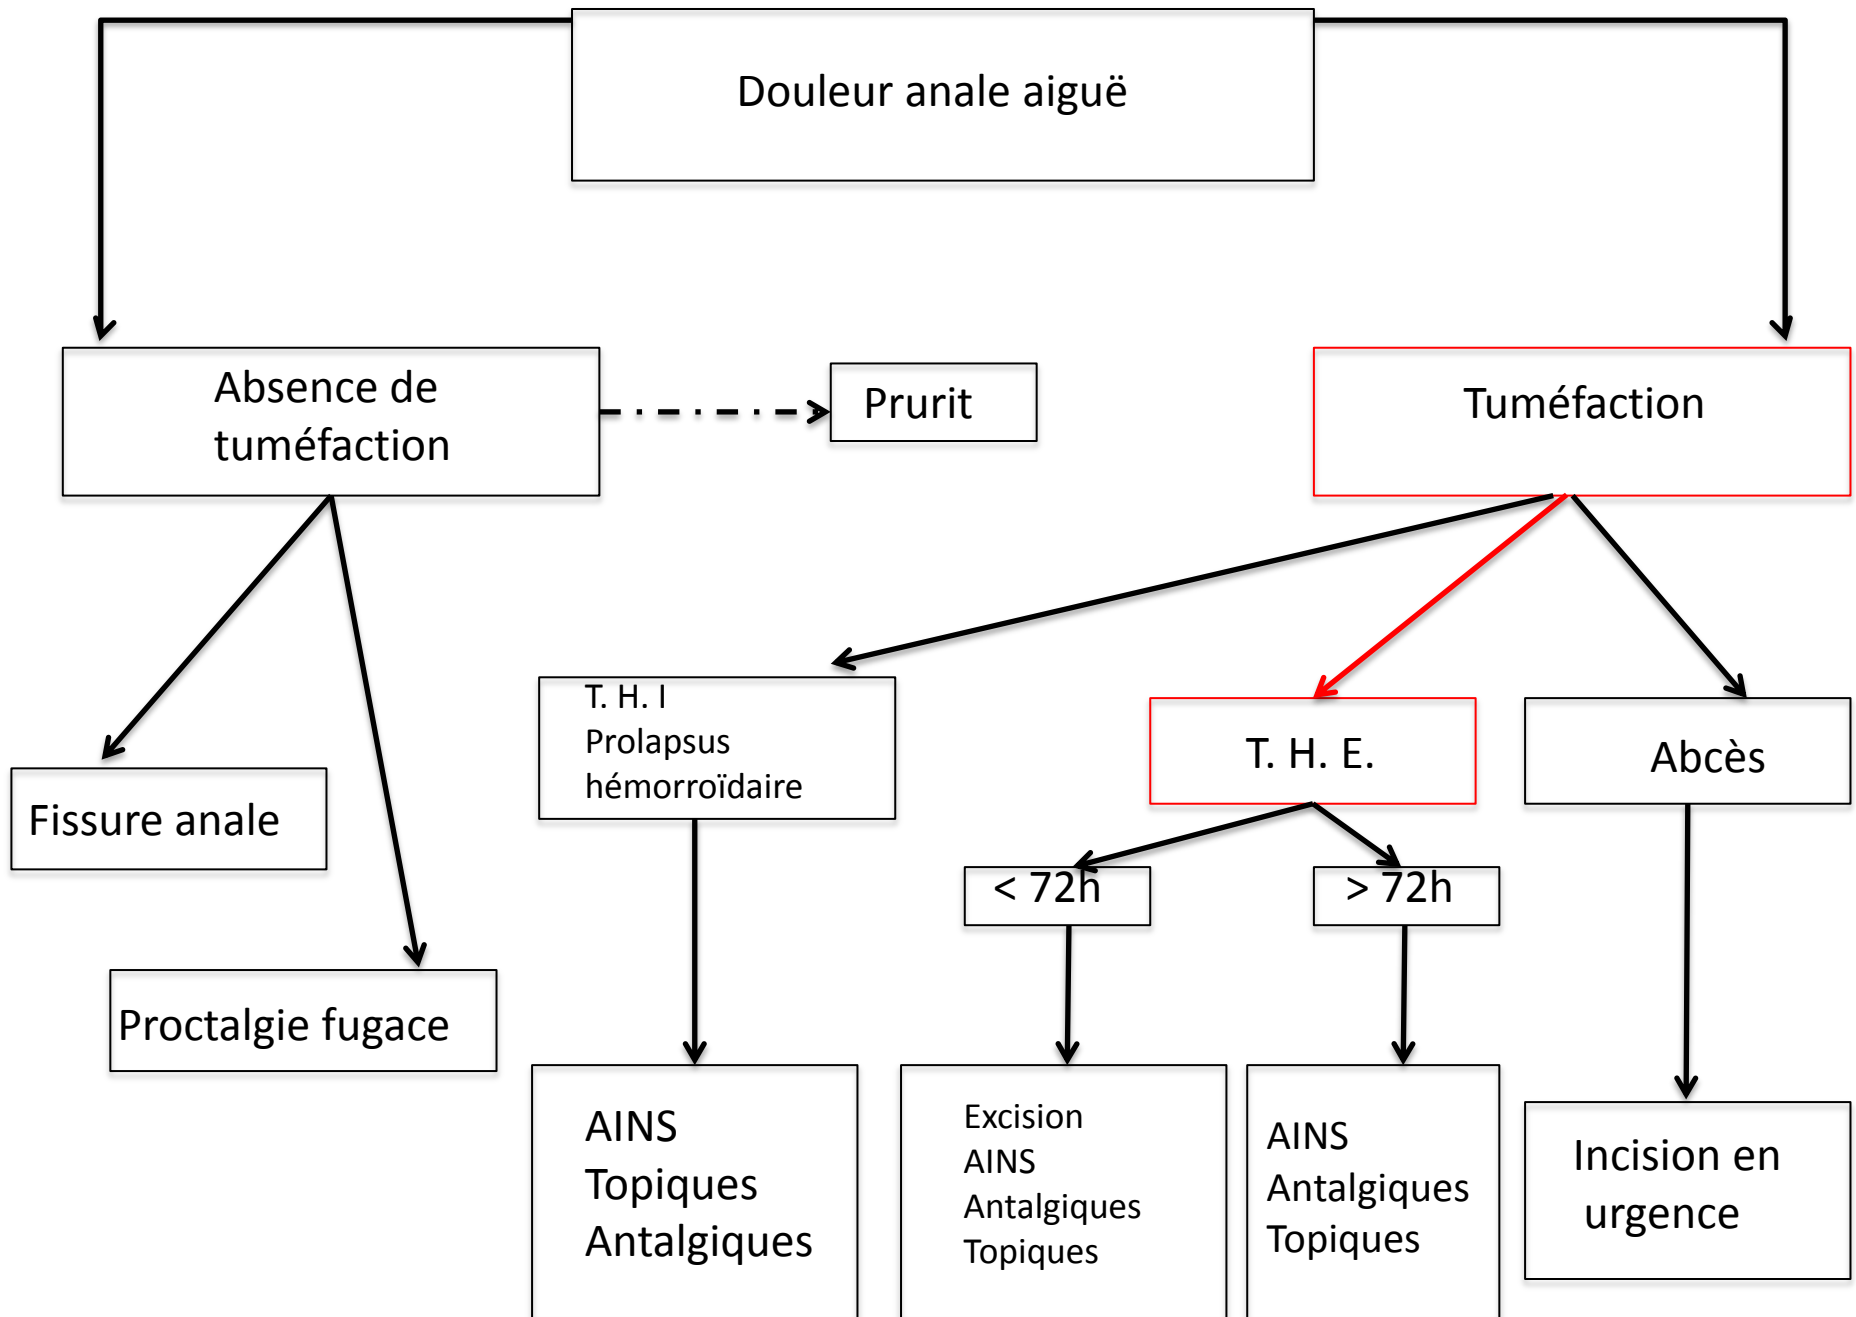 Douleur anale aiguë
Absence de
tuméfaction
Prurit
Tuméfaction
T. H. I
Prolapsus
hémorroïdaire
T. H. E.
Abcès
Fissure anale
< 72h
> 72h
Proctalgie fugace
AINS
Topiques
Antalgiques
Excision
AINS
Antalgiques
Topiques
AINS
Antalgiques
Topiques
Incision en
urgence